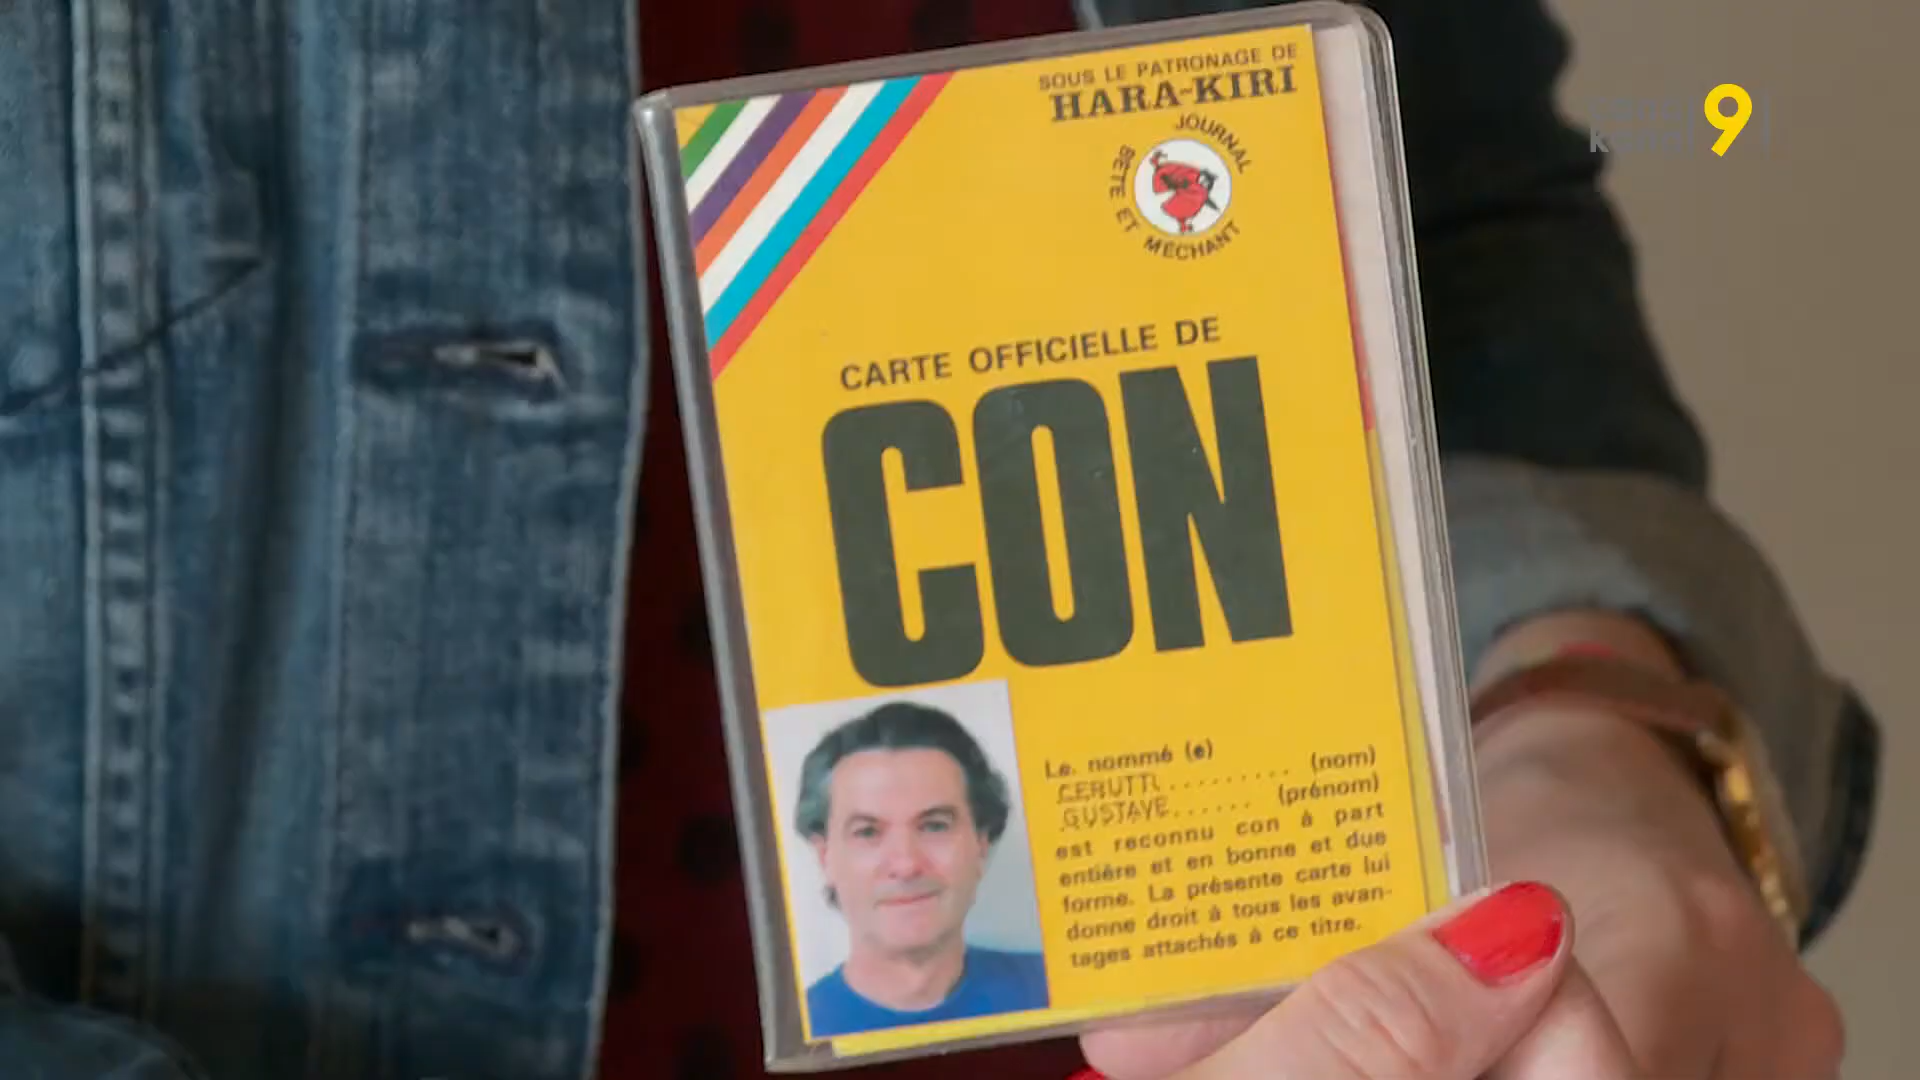 SOUS LE PATRONAGE DE
HARA-KIRI
JOURNAL
BÊTE ET MÉCHANT
CARTE OFFICIELLE DE
CON
Le. nommé (e)
CERUTTI ......... (nom)
GUSTAVE ...... (prénom)
est reconnu con à part
entière et en bonne et due
forme. La présente carte lui
donne droit à tous les avan-
tages attachés à ce titre.
9